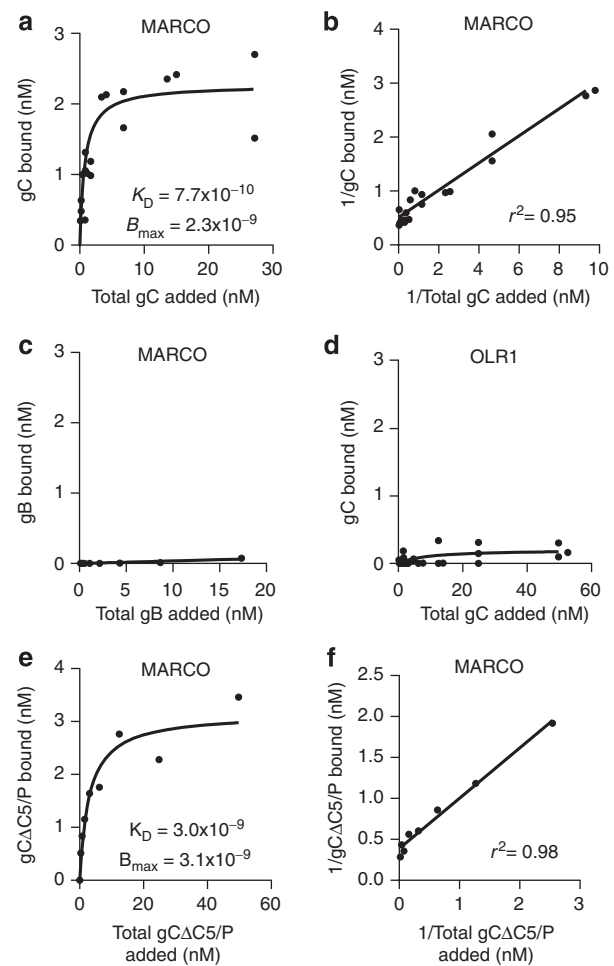 a
MARCO
gC bound (nM)
3
2
1
0
K_D = 7.7x10⁻¹⁰
B_max = 2.3x10⁻⁹
0 10 20 30
Total gC added (nM)
b
MARCO
1/gC bound (nM)
4
3
2
1
0
r² = 0.95
0 2 4 6 8 10
1/Total gC added (nM)
c
MARCO
gB bound (nM)
3
2
1
0
0 5 10 15 20
Total gB added (nM)
d
OLR1
gC bound (nM)
3
2
1
0
0 20 40 60
Total gC added (nM)
e
MARCO
gCΔC5/P bound (nM)
4
3
2
1
0
K_D = 3.0x10⁻⁹
B_max = 3.1x10⁻⁹
0 20 40 60
Total gCΔC5/P
added (nM)
f
MARCO
1/gCΔC5/P bound (nM)
2.5
2.0
1.5
1.0
0.5
0.0
r² = 0.98
0 1 2 3
1/Total gCΔC5/P
added (nM)